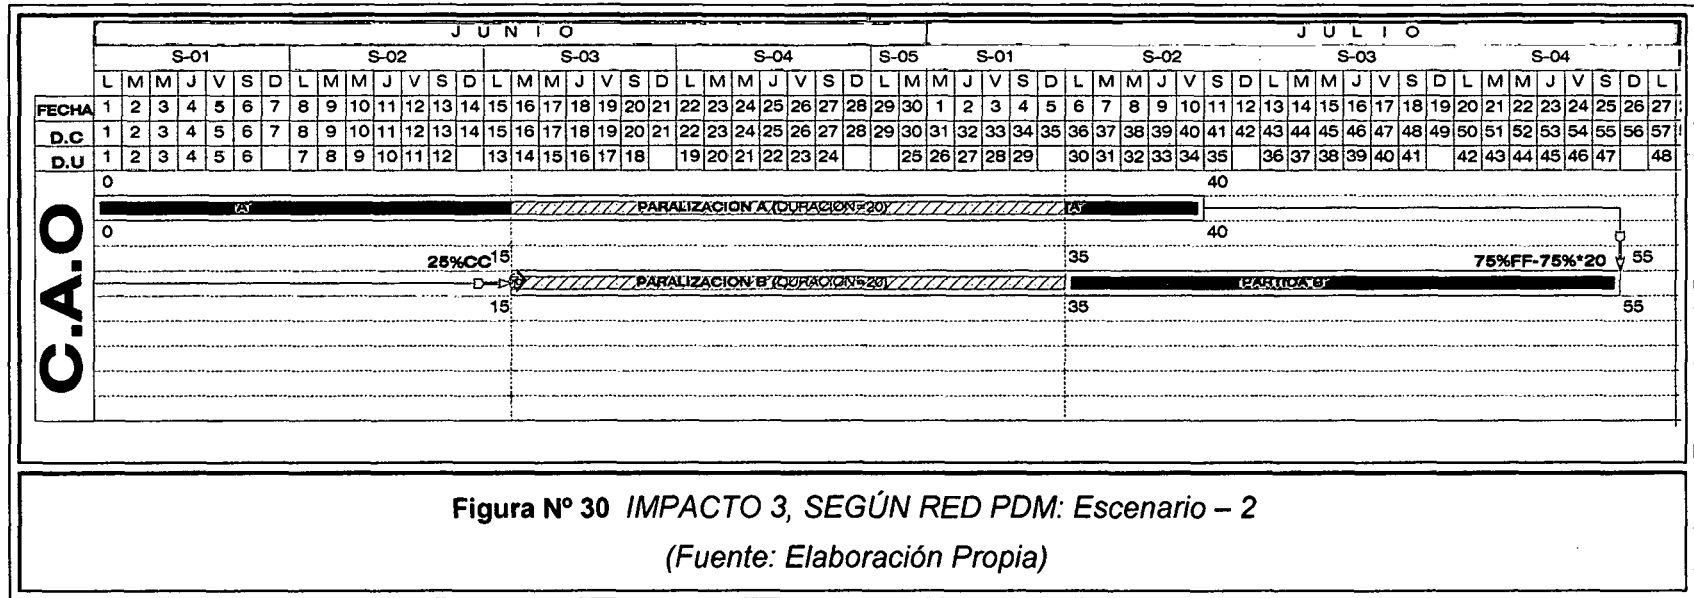 J U N I O J U L I O
S-01 S-02 S-03 S-04 S-05 S-01 S-02 S-03 S-04
L M M J V S D L M M J V S D L M M J V S D L M M J V S D L M M J V S D L M M J V S D L M M J V S D L M M J V S D L
FECHA 1 2 3 4 5 6 7 8 9 10 11 12 13 14 15 16 17 18 19 20 21 22 23 24 25 26 27 28 29 30 1 2 3 4 5 6 7 8 9 10 11 12 13 14 15 16 17 18 19 20 21 22 23 24 25 26 27
D.C 1 2 3 4 5 6 7 8 9 10 11 12 13 14 15 16 17 18 19 20 21 22 23 24 25 26 27 28 29 30 31 32 33 34 35 36 37 38 39 40 41 42 43 44 45 46 47 48 49 50 51 52 53 54 55 56 57
D.U 1 2 3 4 5 6 7 8 9 10 11 12 13 14 15 16 17 18 19 20 21 22 23 24 25 26 27 28 29 30 31 32 33 34 35 36 37 38 39 40 41 42 43 44 45 46 47 48
C.A.O
0 40
A' PARALIZACION A (DURACION=20) A'
0 40
25%CC 15 35 75%FF-75%*20 55
PARALIZACION B' (DURACION=20) PARTIDA B'
15 35 55
Figura Nº 30 IMPACTO 3, SEGÚN RED PDM: Escenario – 2
(Fuente: Elaboración Propia)